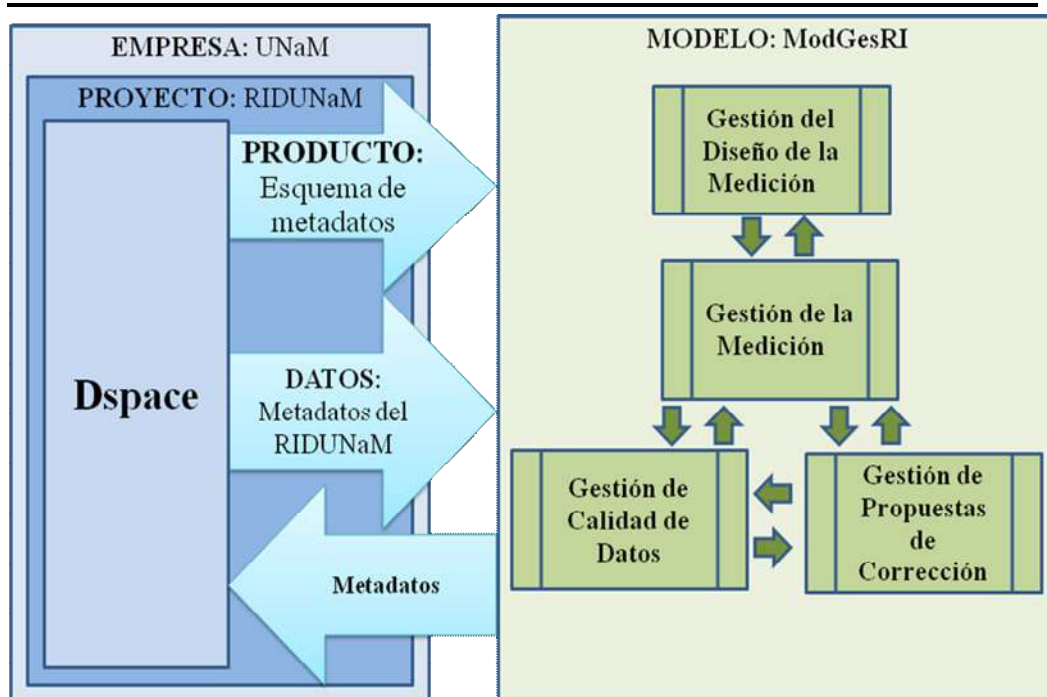 EMPRESA: UNaM
PROYECTO: RIDUNaM
Dspace
PRODUCTO:
Esquema de
metadatos
DATOS:
Metadatos del
RIDUNaM
Metadatos
MODELO: ModGesRI
Gestión del
Diseño de la
Medición
Gestión de la
Medición
Gestión de
Calidad de
Datos
Gestión de
Propuestas
de
Corrección